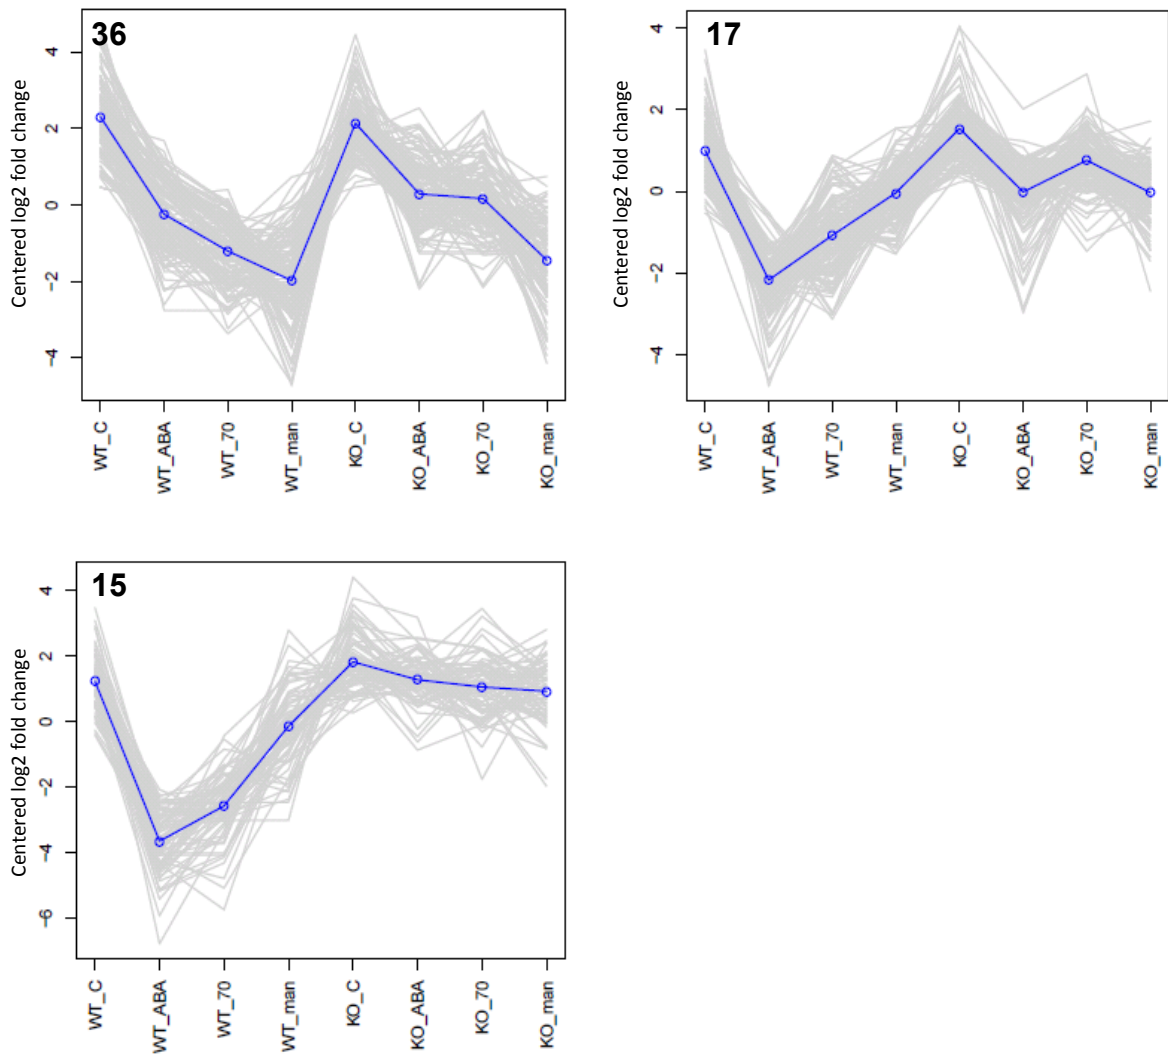 36
Centered log2 fold change
4
2
0
−2
−4
WT_C
WT_ABA
WT_70
WT_man
KO_C
KO_ABA
KO_70
KO_man
17
Centered log2 fold change
4
2
0
−2
−4
WT_C
WT_ABA
WT_70
WT_man
KO_C
KO_ABA
KO_70
KO_man
15
Centered log2 fold change
4
2
0
−2
−4
−6
WT_C
WT_ABA
WT_70
WT_man
KO_C
KO_ABA
KO_70
KO_man